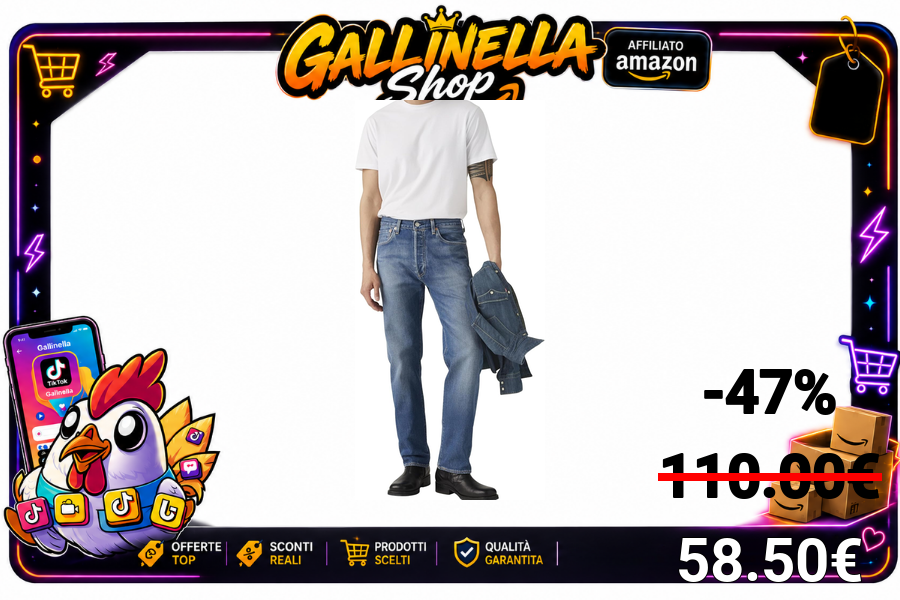 GALLINELLA
Shop
AFFILIATO
amazon
Gallinella
TikTok
Gallinella
-47%
110.00€
58.50€
OFFERTE
TOP
SCONTI
REALI
PRODOTTI
SCELTI
QUALITÀ
GARANTITA